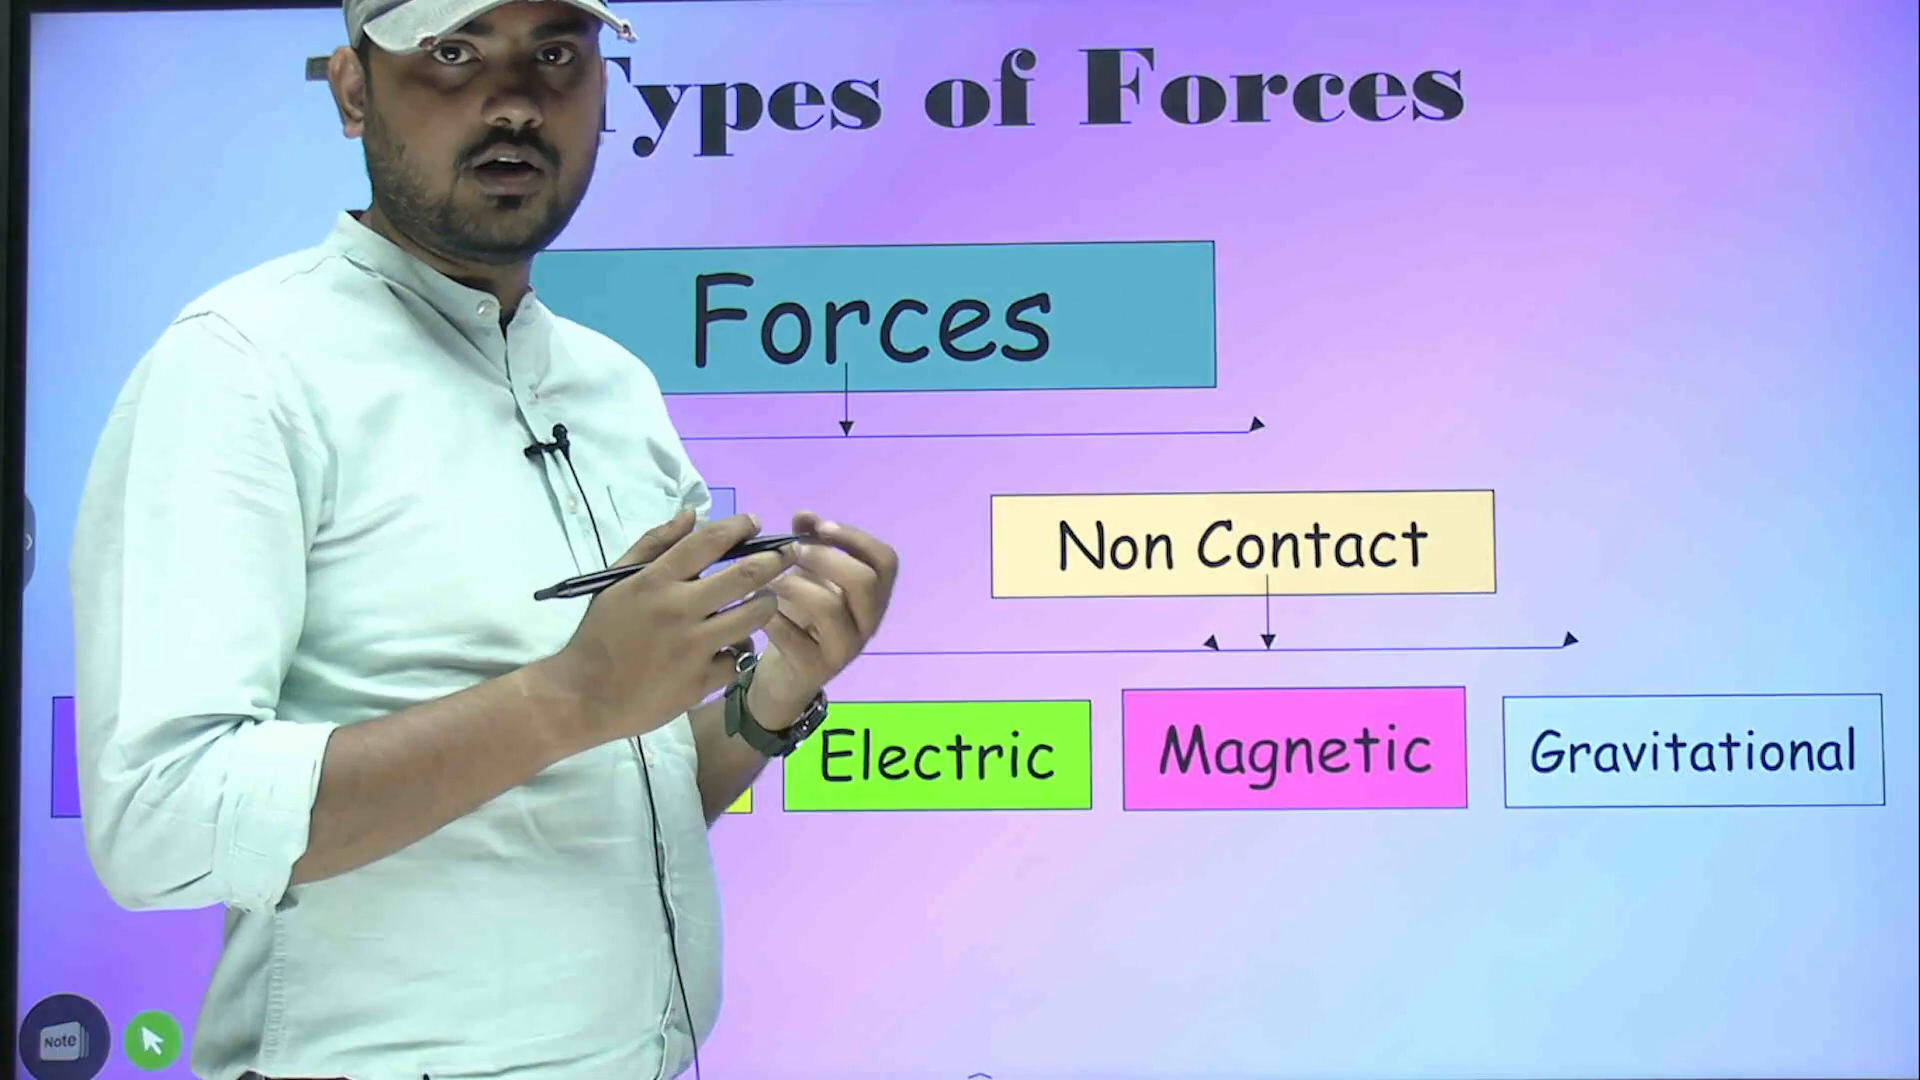 Types of Forces
Forces
Non Contact
Electric
Magnetic
Gravitational
Note